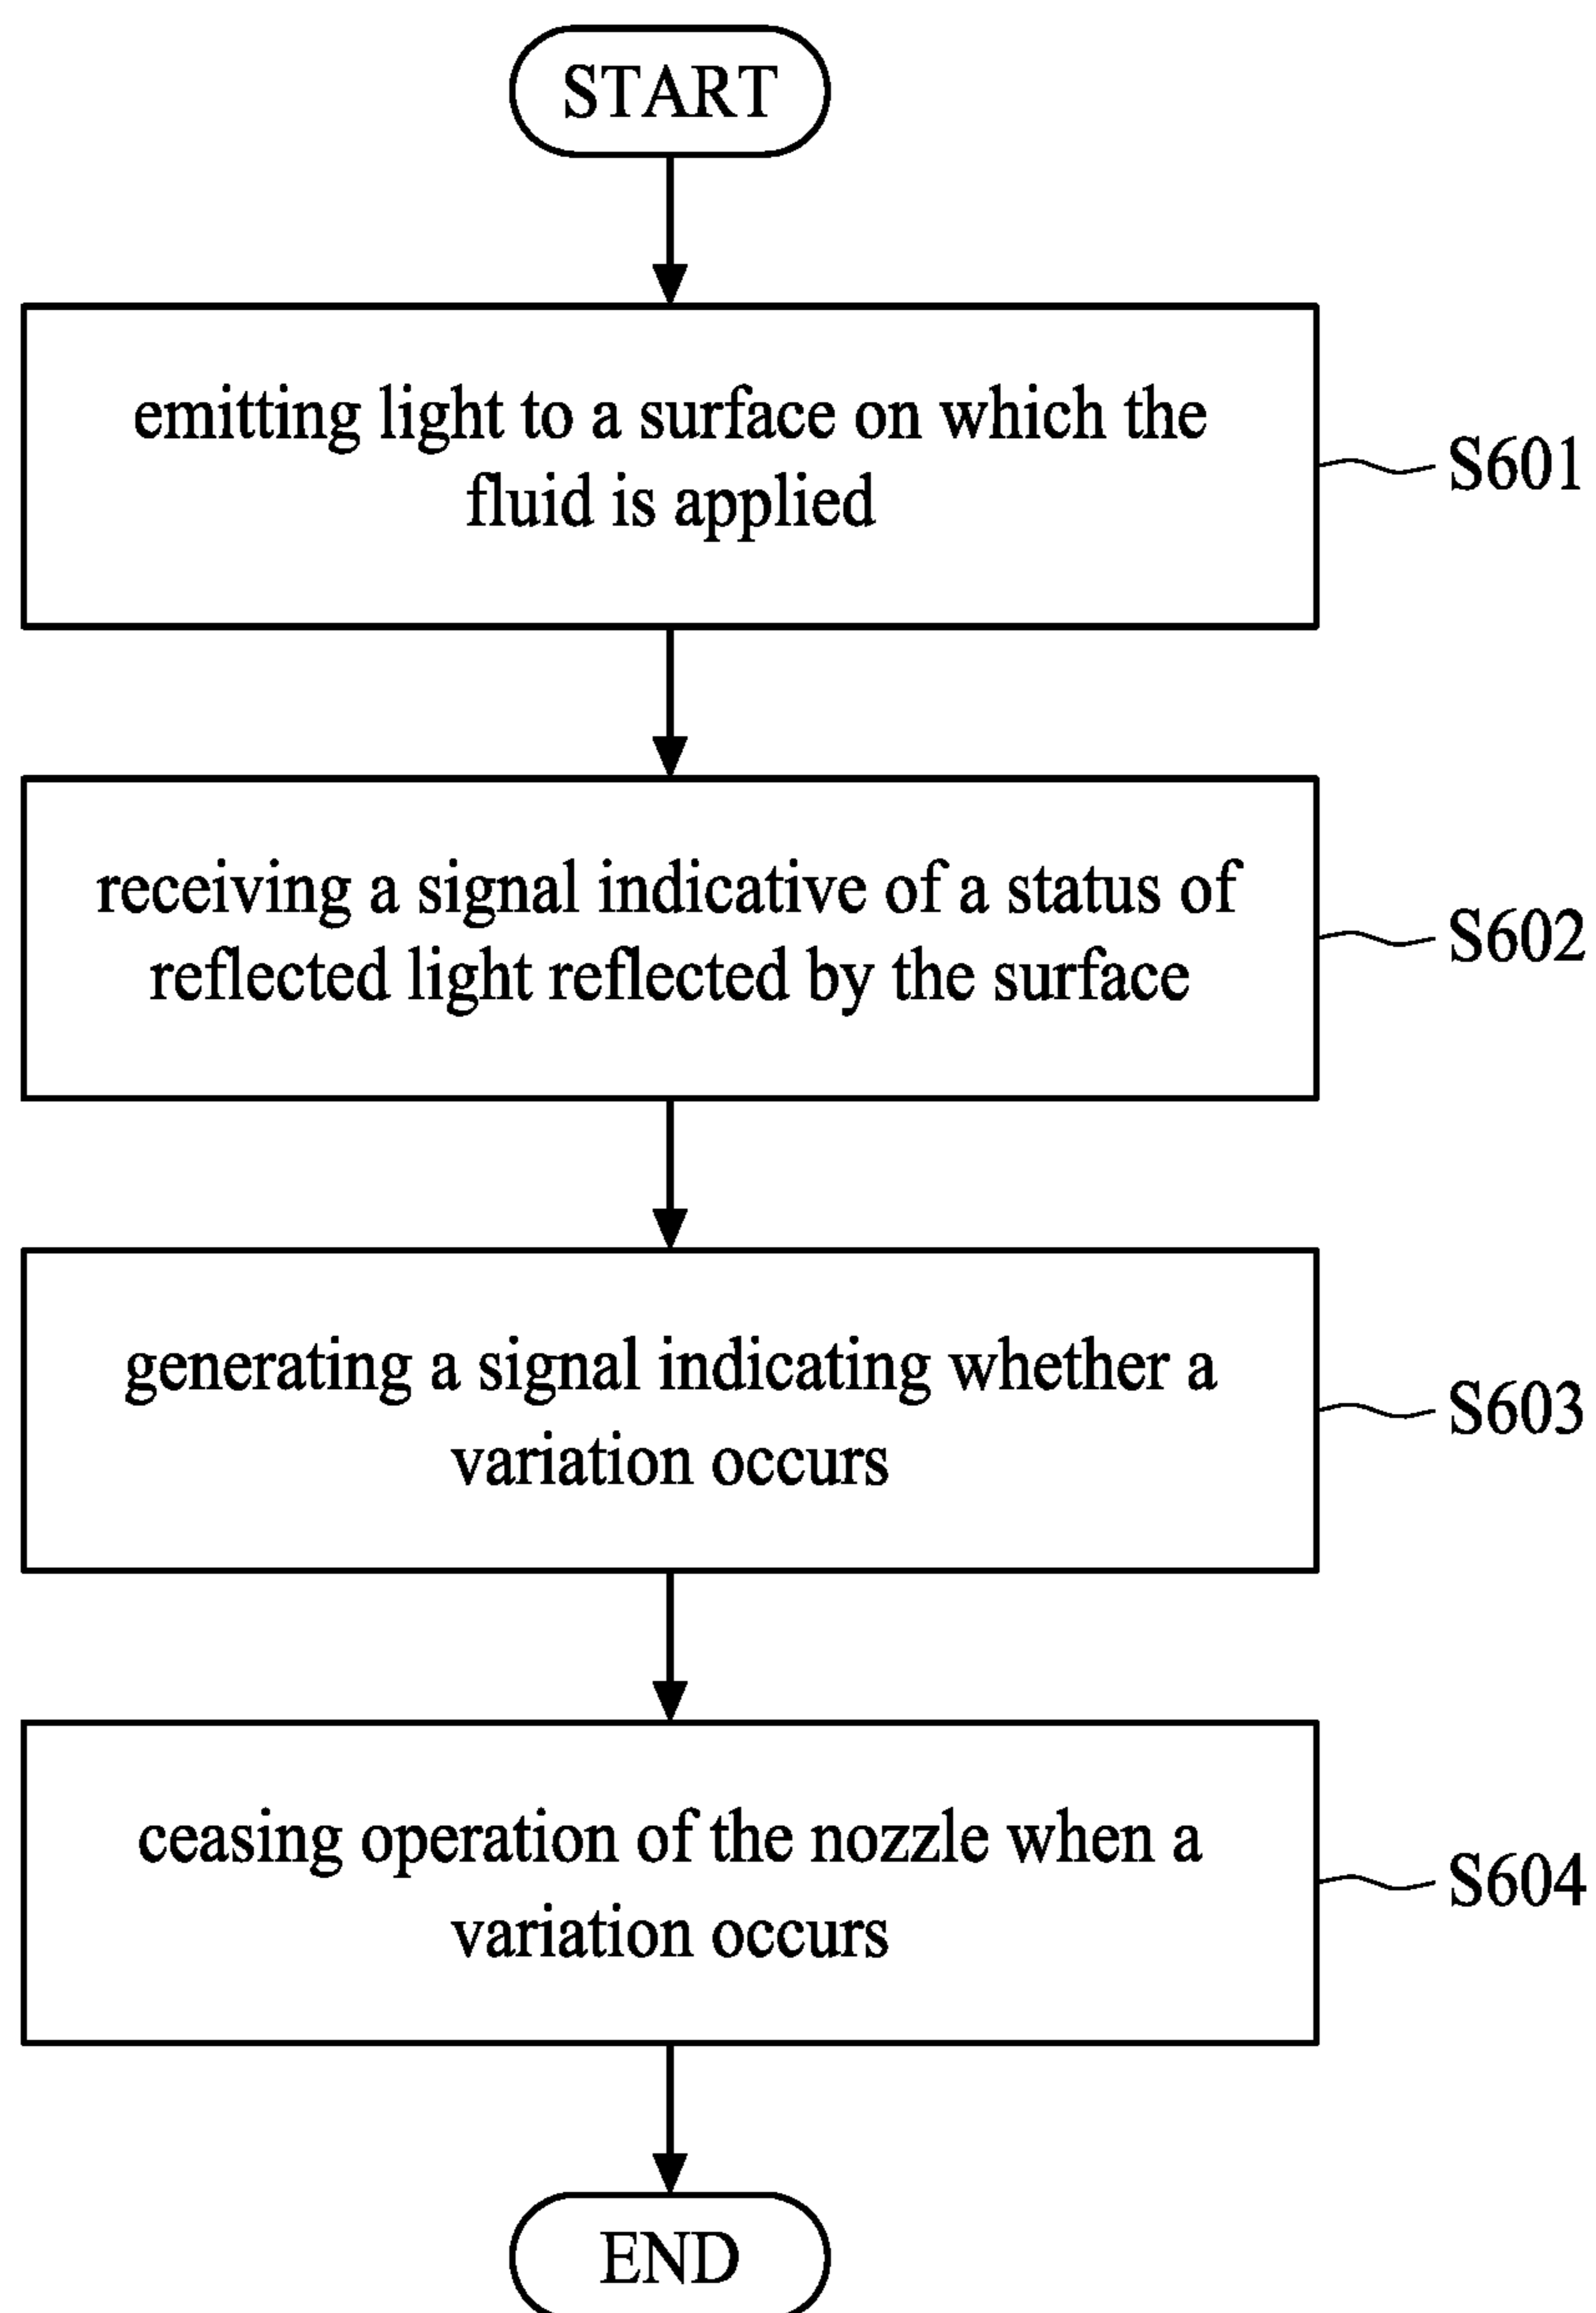 START
emitting light to a surface on which the
fluid is applied
S601
receiving a signal indicative of a status of
reflected light reflected by the surface
S602
generating a signal indicating whether a
variation occurs
S603
ceasing operation of the nozzle when a
variation occurs
S604
END